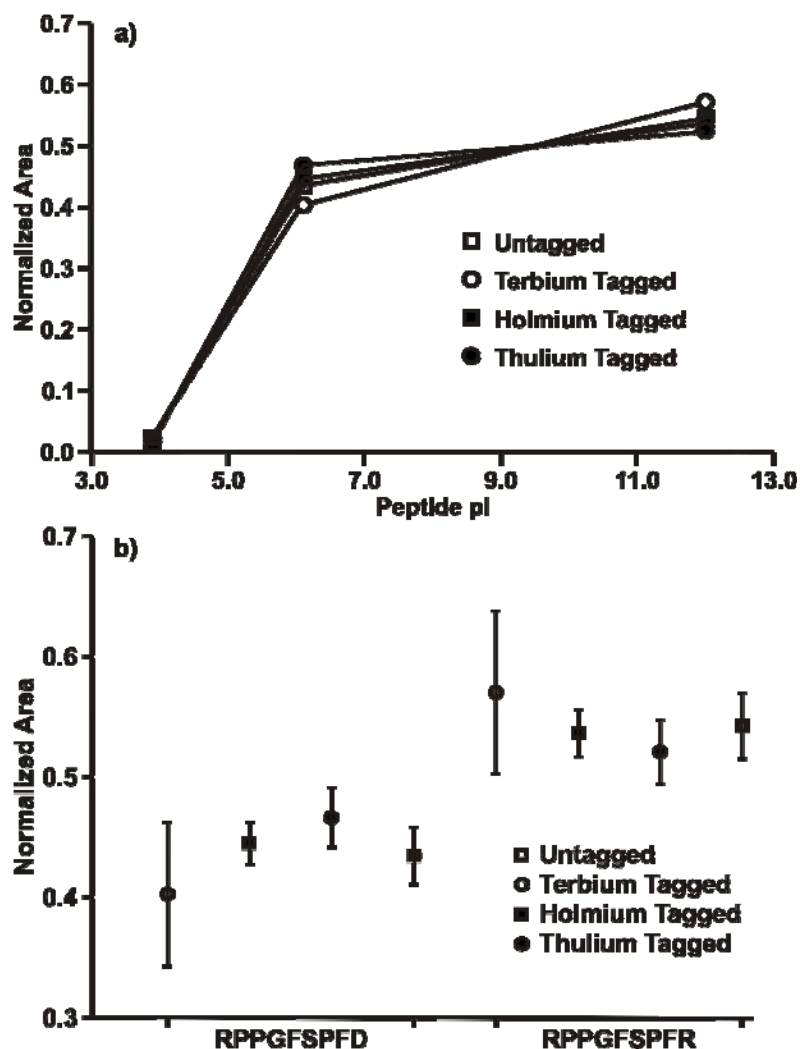 a)
0.7
0.6
0.5
0.4
0.3
0.2
0.1
0.0
Normalized Area
Untagged
Terbium Tagged
Holmium Tagged
Thulium Tagged
3.0 5.0 7.0 9.0 11.0 13.0
Peptide pI
b)
0.7
0.6
0.5
0.4
0.3
Normalized Area
Untagged
Terbium Tagged
Holmium Tagged
Thulium Tagged
RPPGFSPFD RPPGFSPFR